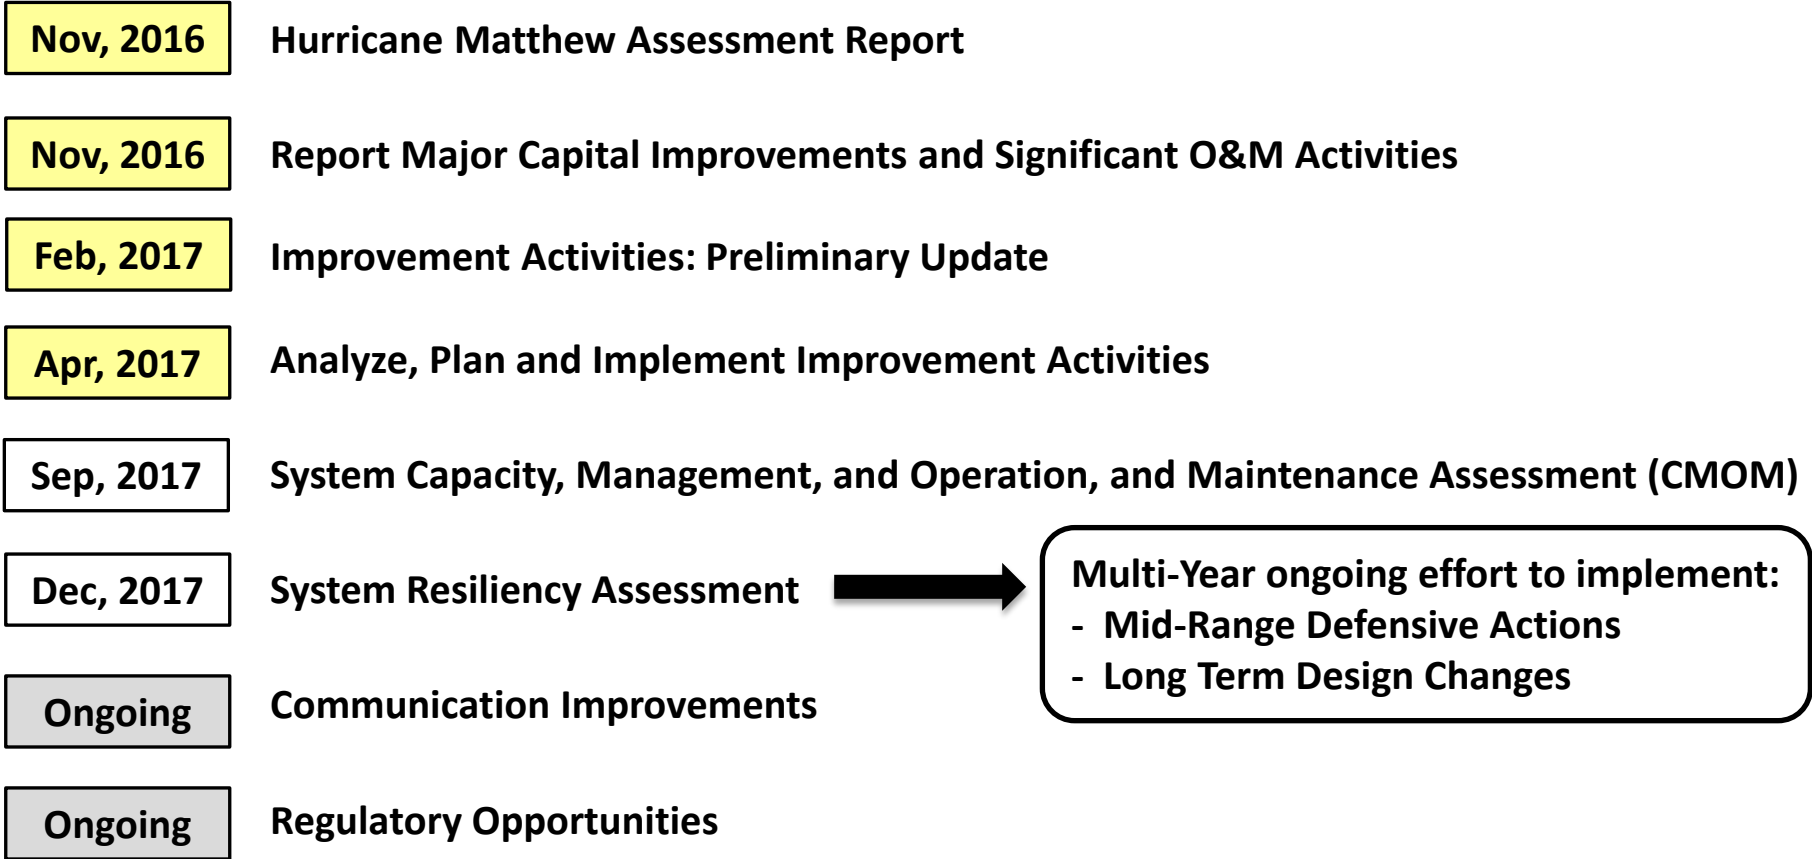 Nov, 2016 Hurricane Matthew Assessment Report
Nov, 2016 Report Major Capital Improvements and Significant O&M Activities
Feb, 2017 Improvement Activities: Preliminary Update
Apr, 2017 Analyze, Plan and Implement Improvement Activities
Sep, 2017 System Capacity, Management, and Operation, and Maintenance Assessment (CMOM)
Dec, 2017 System Resiliency Assessment
Multi-Year ongoing effort to implement:
- Mid-Range Defensive Actions
- Long Term Design Changes
Ongoing Communication Improvements
Ongoing Regulatory Opportunities